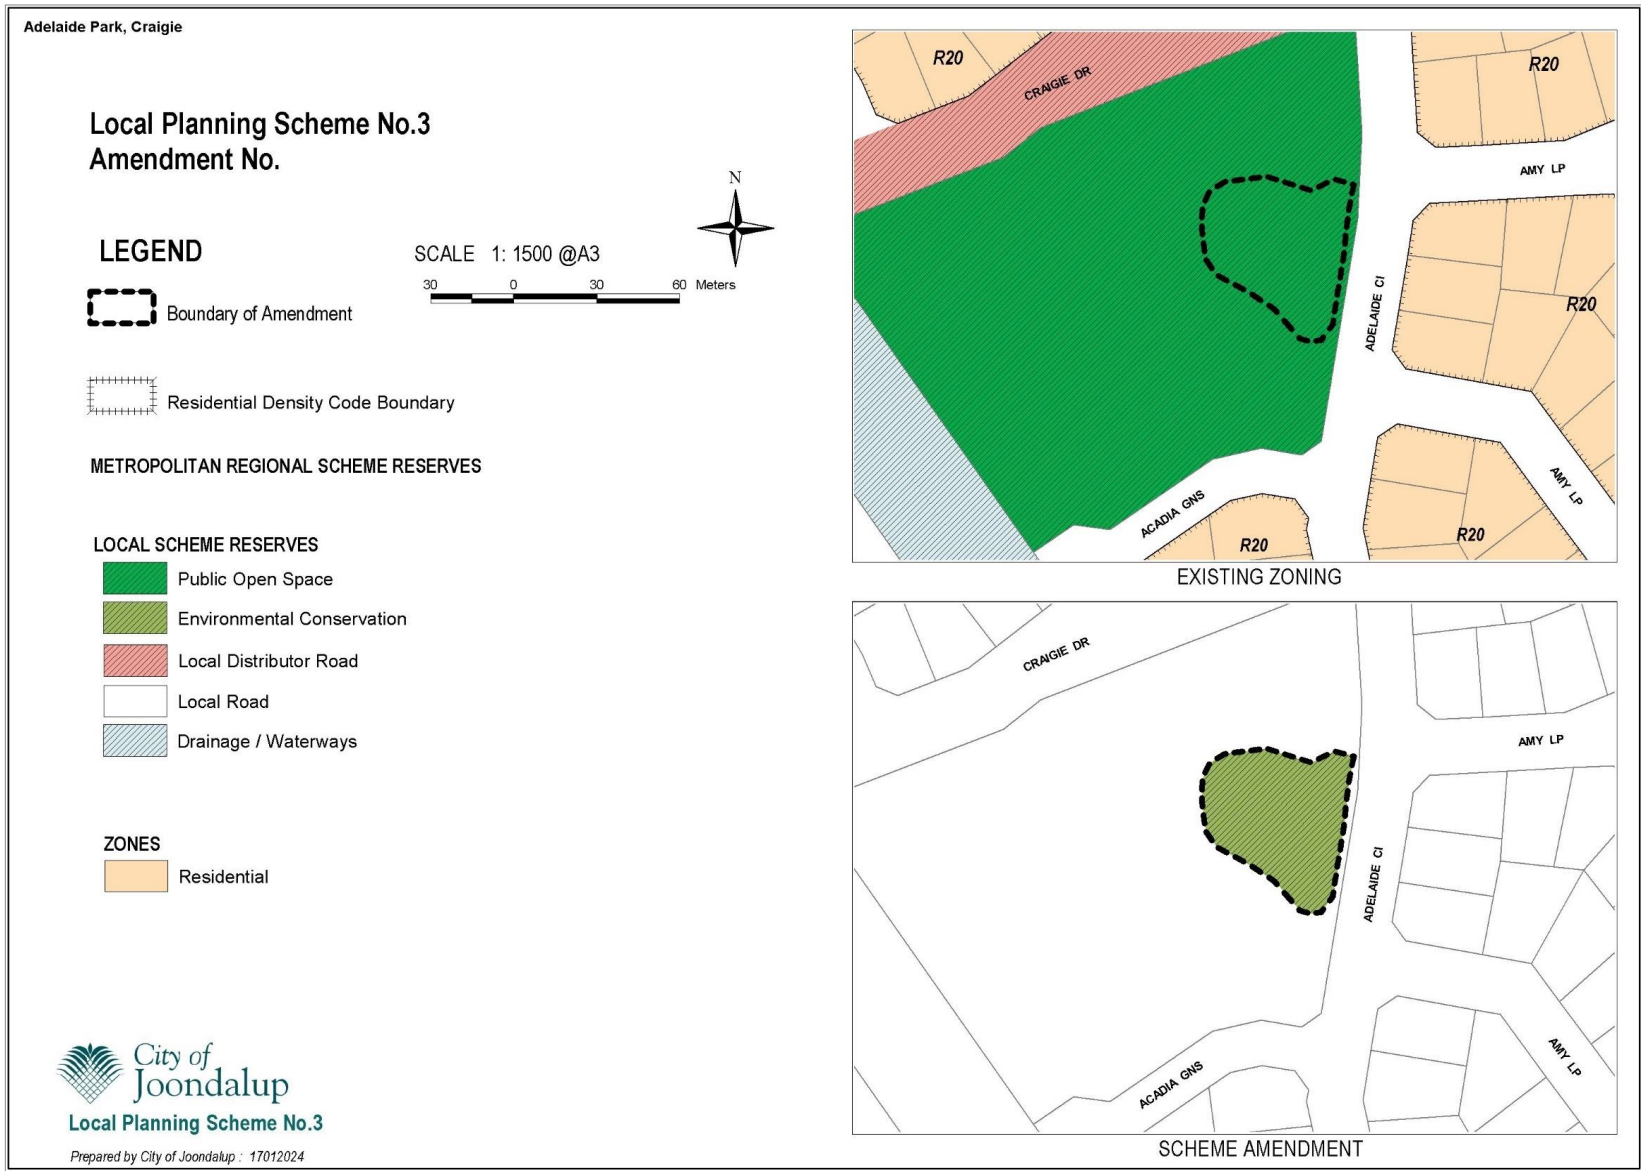 Adelaide Park, Craigie
Local Planning Scheme No.3
Amendment No.
N
LEGEND
SCALE 1: 1500 @A3
30 0 30 60 Meters
Boundary of Amendment
Residential Density Code Boundary
METROPOLITAN REGIONAL SCHEME RESERVES
LOCAL SCHEME RESERVES
Public Open Space
Environmental Conservation
Local Distributor Road
Local Road
Drainage / Waterways
ZONES
Residential
City of
Joondalup
Local Planning Scheme No.3
Prepared by City of Joondalup : 17012024
R20
CRAIGIE DR
R20
AMY LP
ADELAIDE CI
R20
AMY LP
ACADIA GNS
R20
R20
EXISTING ZONING
CRAIGIE DR
AMY LP
ADELAIDE CI
AMY LP
ACADIA GNS
SCHEME AMENDMENT